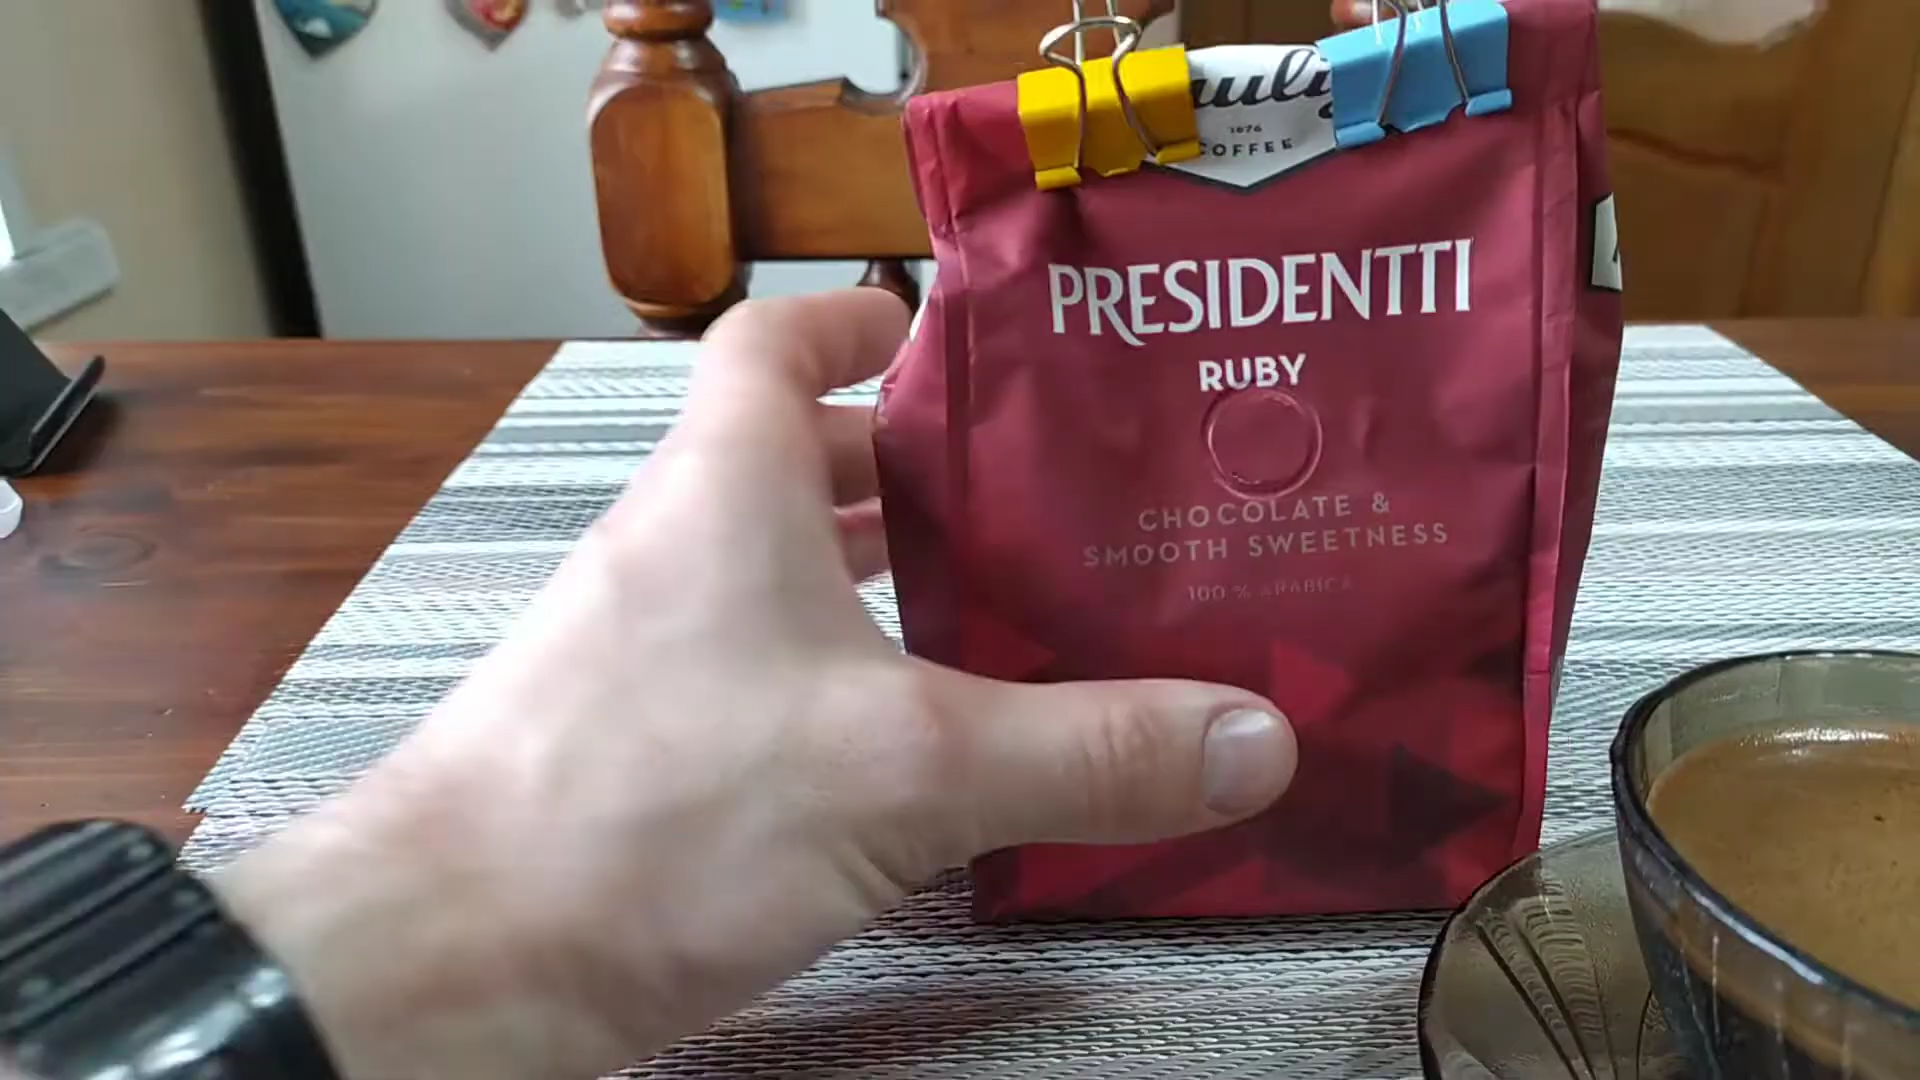 1876
COFFEE
PRESIDENTTI
RUBY
CHOCOLATE &
SMOOTH SWEETNESS
100 % ARABICA